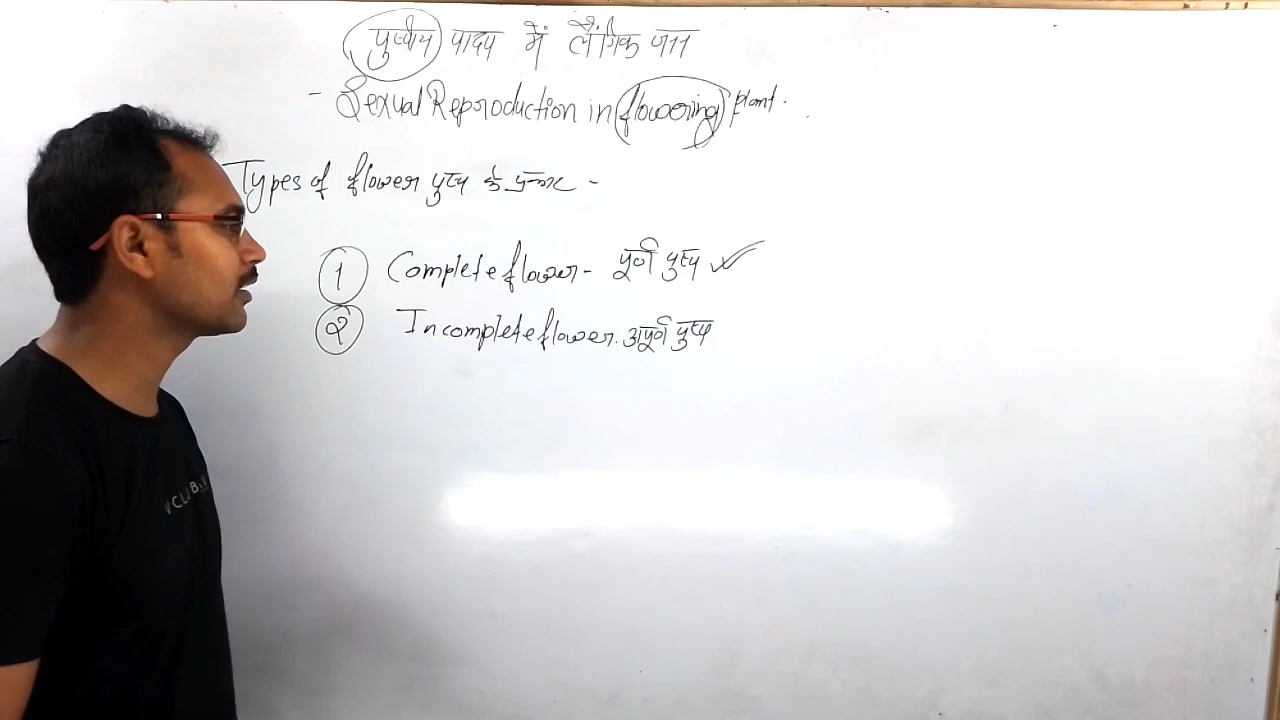 पुष्पीय पादप में लैंगिक जनन
- Sexual Reproduction in flowering plant.
Types of flower पुष्प के प्रकार -
1 Complete flower - पूर्ण पुष्प ✓
2 Incomplete flower. अपूर्ण पुष्प